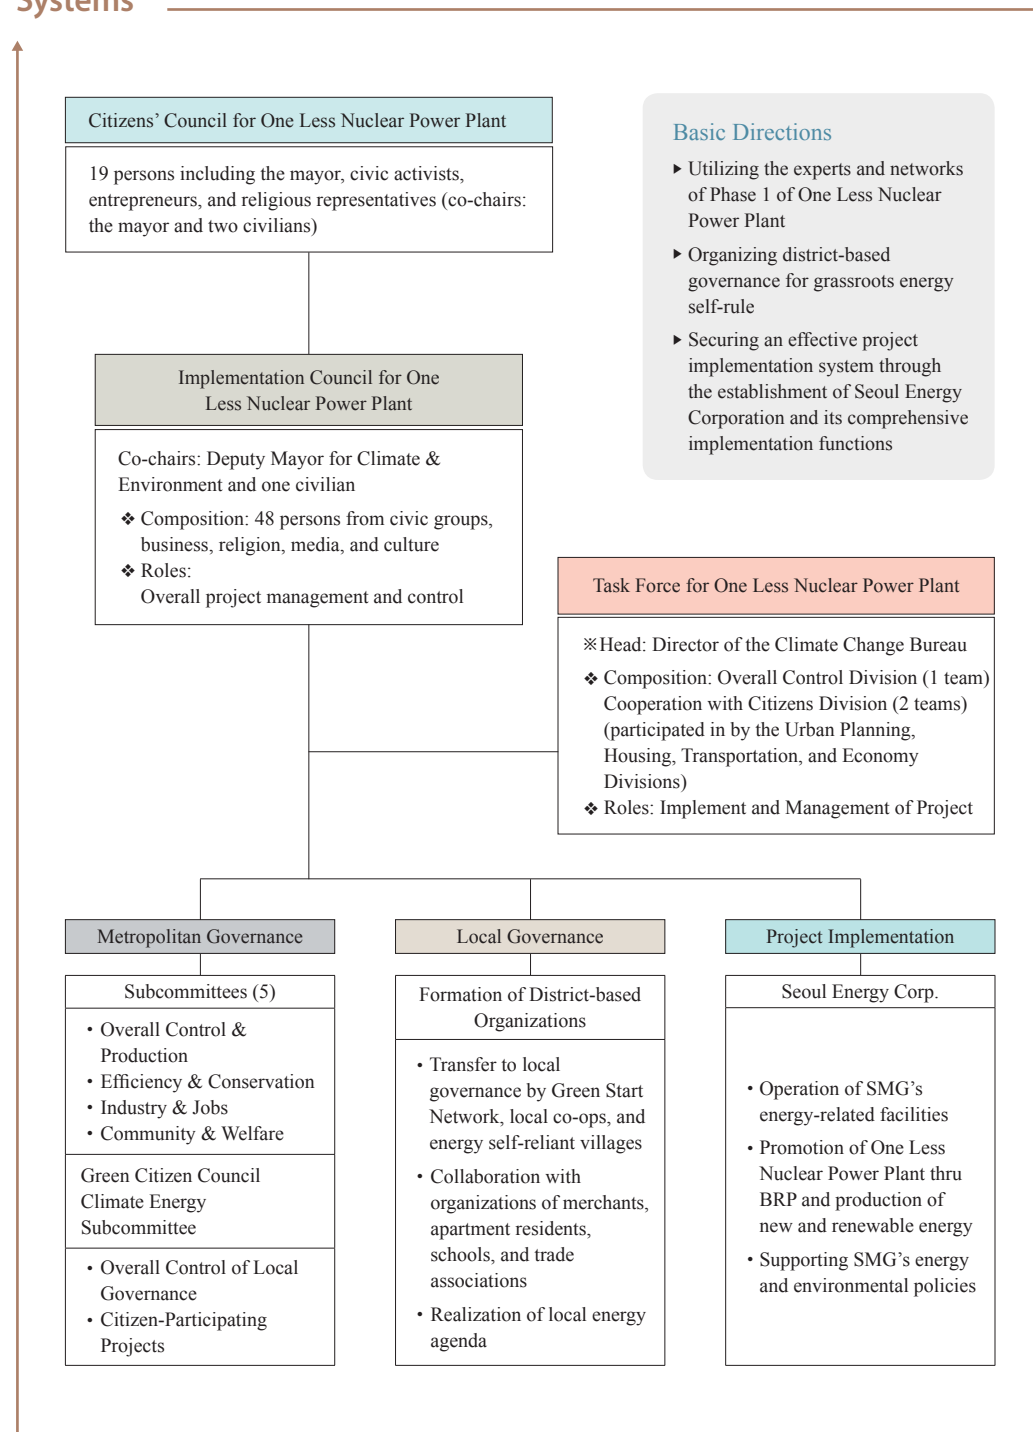 Systems
Citizens' Council for One Less Nuclear Power Plant
19 persons including the mayor, civic activists,
entrepreneurs, and religious representatives (co-chairs:
the mayor and two civilians)
Basic Directions
▶ Utilizing the experts and networks
of Phase 1 of One Less Nuclear
Power Plant
▶ Organizing district-based
governance for grassroots energy
self-rule
▶ Securing an effective project
implementation system through
the establishment of Seoul Energy
Corporation and its comprehensive
implementation functions
Implementation Council for One
Less Nuclear Power Plant
Co-chairs: Deputy Mayor for Climate &
Environment and one civilian
❖ Composition: 48 persons from civic groups,
business, religion, media, and culture
❖ Roles:
Overall project management and control
Task Force for One Less Nuclear Power Plant
※Head: Director of the Climate Change Bureau
❖ Composition: Overall Control Division (1 team)
Cooperation with Citizens Division (2 teams)
(participated in by the Urban Planning,
Housing, Transportation, and Economy
Divisions)
❖ Roles: Implement and Management of Project
Metropolitan Governance
Subcommittees (5)
• Overall Control &
Production
• Efficiency & Conservation
• Industry & Jobs
• Community & Welfare
Green Citizen Council
Climate Energy
Subcommittee
• Overall Control of Local
Governance
• Citizen-Participating
Projects
Local Governance
Formation of District-based
Organizations
• Transfer to local
governance by Green Start
Network, local co-ops, and
energy self-reliant villages
• Collaboration with
organizations of merchants,
apartment residents,
schools, and trade
associations
• Realization of local energy
agenda
Project Implementation
Seoul Energy Corp.
• Operation of SMG's
energy-related facilities
• Promotion of One Less
Nuclear Power Plant thru
BRP and production of
new and renewable energy
• Supporting SMG's energy
and environmental policies